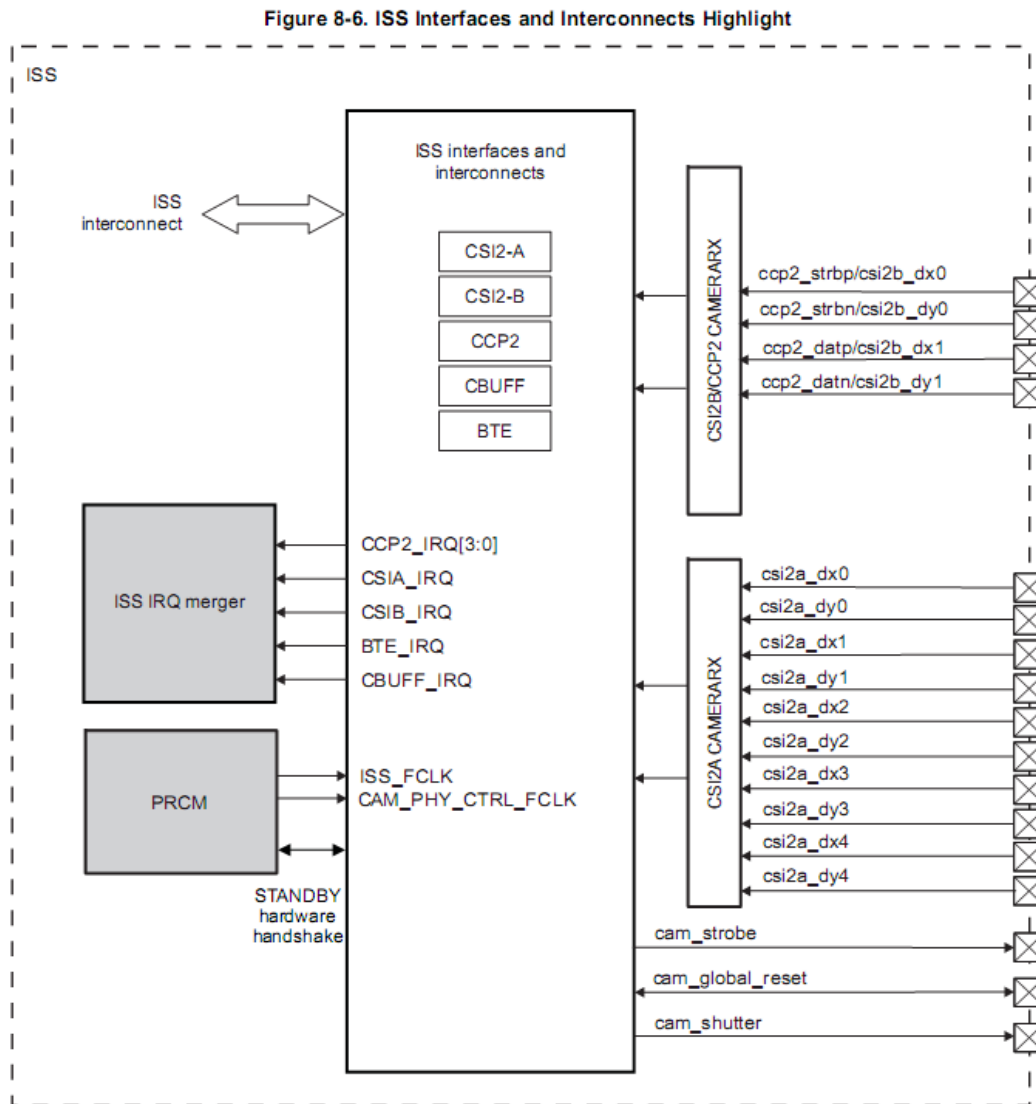 Figure 8-6. ISS Interfaces and Interconnects Highlight
ISS
ISS interfaces and
interconnects
ISS
interconnect
CSI2-A
CSI2-B
CCP2
CBUFF
BTE
CSI2B/CCP2 CAMERARX
ccp2_strbp/csi2b_dx0
ccp2_strbn/csi2b_dy0
ccp2_datp/csi2b_dx1
ccp2_datn/csi2b_dy1
ISS IRQ merger
CCP2_IRQ[3:0]
CSIA_IRQ
CSIB_IRQ
BTE_IRQ
CBUFF_IRQ
PRCM
ISS_FCLK
CAM_PHY_CTRL_FCLK
STANDBY
hardware
handshake
CSI2A CAMERARX
csi2a_dx0
csi2a_dy0
csi2a_dx1
csi2a_dy1
csi2a_dx2
csi2a_dy2
csi2a_dx3
csi2a_dy3
csi2a_dx4
csi2a_dy4
cam_strobe
cam_global_reset
cam_shutter